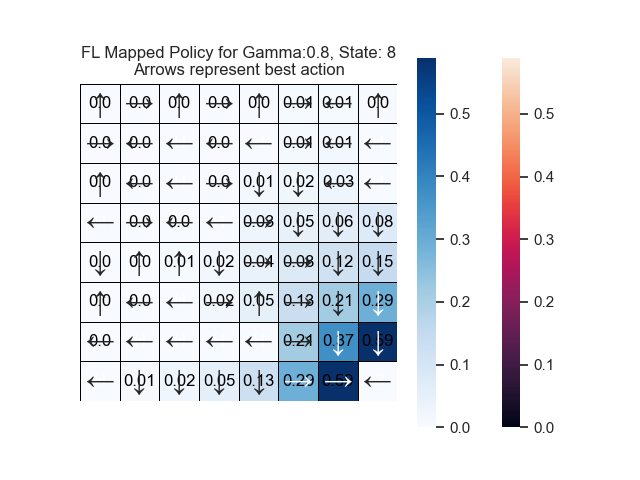 FL Mapped Policy for Gamma:0.8, State: 8
Arrows represent best action
0.0 0.0 0.0 0.0 0.0 0.01 0.01 0.0
0.0 0.0 0.0 0.01 0.01
0.0 0.0 0.0 0.01 0.02 0.03
0.0 0.0 0.05 0.06 0.08
0.0 0.0 0.01 0.02 0.04 0.08 0.12 0.15
0.0 0.0 0.02 0.05 0.13 0.21 0.29
0.0 0.21 0.37 0.59
0.01 0.02 0.05 0.13 0.29 0.59
0.5
0.4
0.3
0.2
0.1
0.0
0.5
0.4
0.3
0.2
0.1
0.0